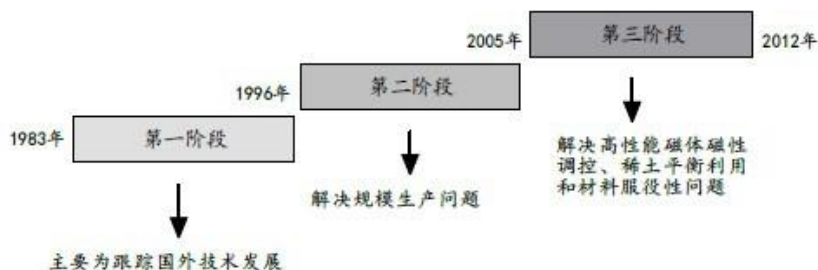 2005年
第三阶段
2012年
1996年
第二阶段
1983年
第一阶段
解决高性能磁体磁性
调控、稀土平衡利用
和材料服役性问题
解决规模生产问题
主要为跟踪国外技术发展